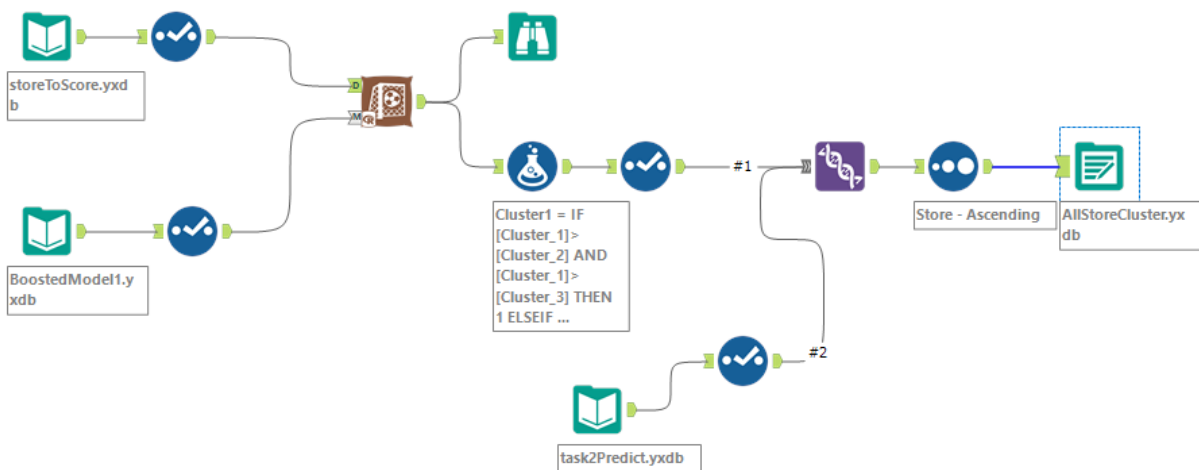 storeToScore.yxd
b
D
M
R
BoostedModel1.y
xdb
Cluster1 = IF
[Cluster_1]>
[Cluster_2] AND
[Cluster_1]>
[Cluster_3] THEN
1 ELSEIF ...
#1
#2
task2Predict.yxdb
Store - Ascending
AllStoreCluster.yx
db